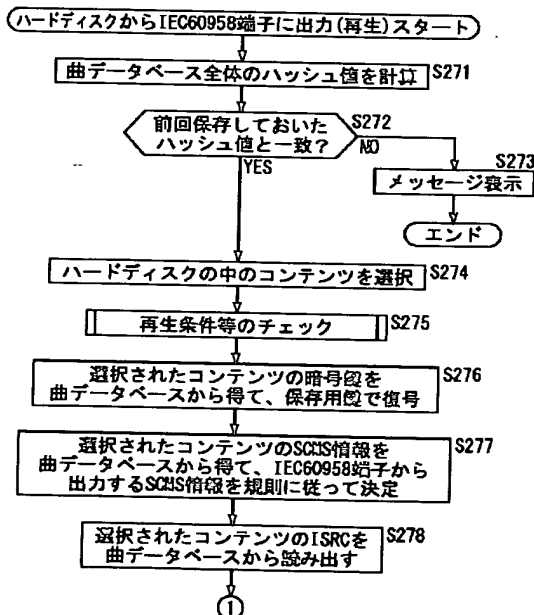 ハードディスクからIEC60958端子に出力(再生)スタート
曲データベース全体のハッシュ値を計算
S271
前回保存しておいた
ハッシュ値と一致?
S272
NO
YES
S273
メッセージ表示
エンド
ハードディスクの中のコンテンツを選択
S274
再生条件等のチェック
S275
選択されたコンテンツの暗号鍵を
曲データベースから得て、保存用鍵で復号
S276
選択されたコンテンツのSCMS情報を
曲データベースから得て、IEC60958端子から
出力するSCMS情報を規則に従って決定
S277
選択されたコンテンツのISRCを
曲データベースから読み出す
S278
1